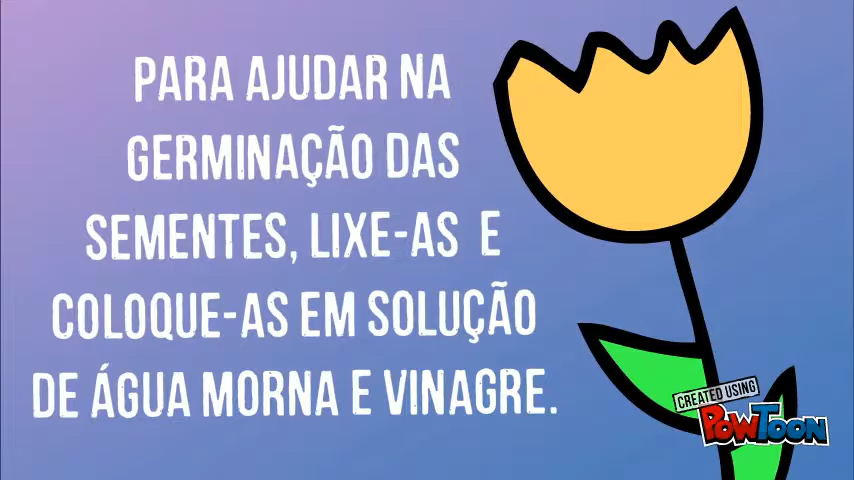 PARA AJUDAR NA
GERMINAÇÃO DAS
SEMENTES, LIXE-AS E
COLOQUE-AS EM SOLUÇÃO
DE ÁGUA MORNA E VINAGRE.
CREATED USING
POWTOON